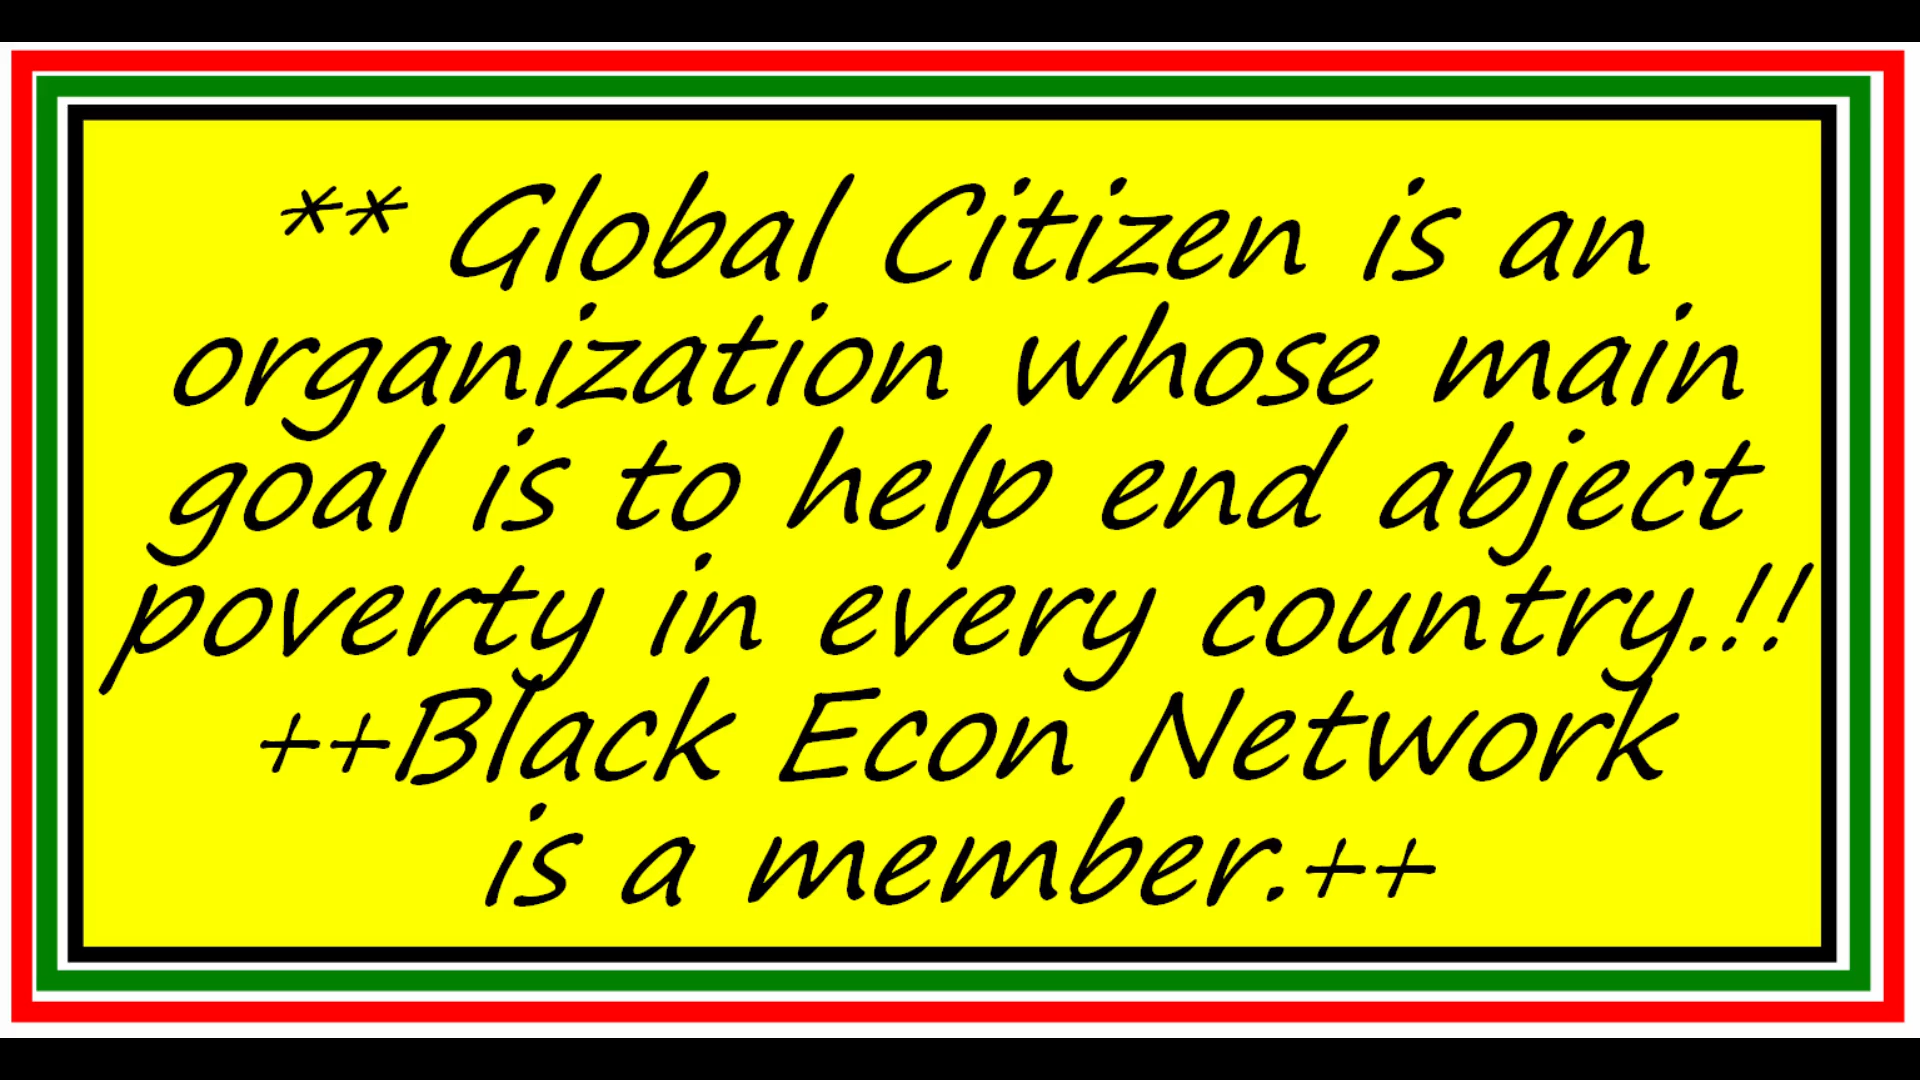 ** Global Citizen is an
organization whose main
goal is to help end abject
poverty in every country.!!
++Black Econ Network
is a member.++